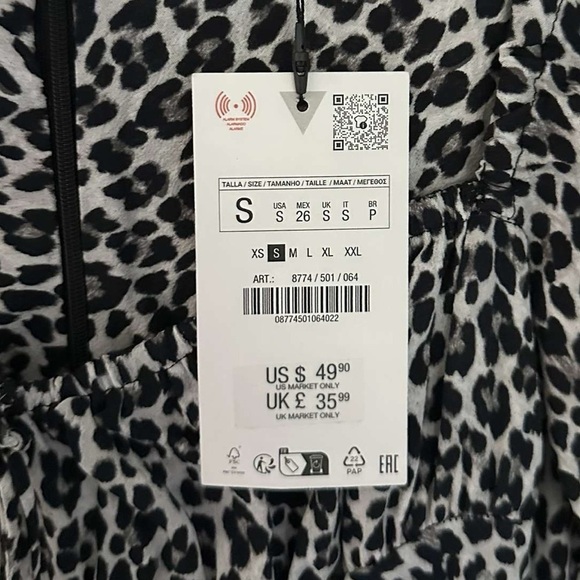 ALARM SYSTEM
TALLA / SIZE / TAMANHO / TAILLE / MAAT / ΜΕΓΕΘΟΣ
S USA S MEX 26 UK S IT S BR P
XS S M L XL XXL
ART.: 8774 / 501 / 064
08774501064022
US $ 49.90
US MARKET ONLY
UK £ 35.99
UK MARKET ONLY
FSC
22
PAP
EAC